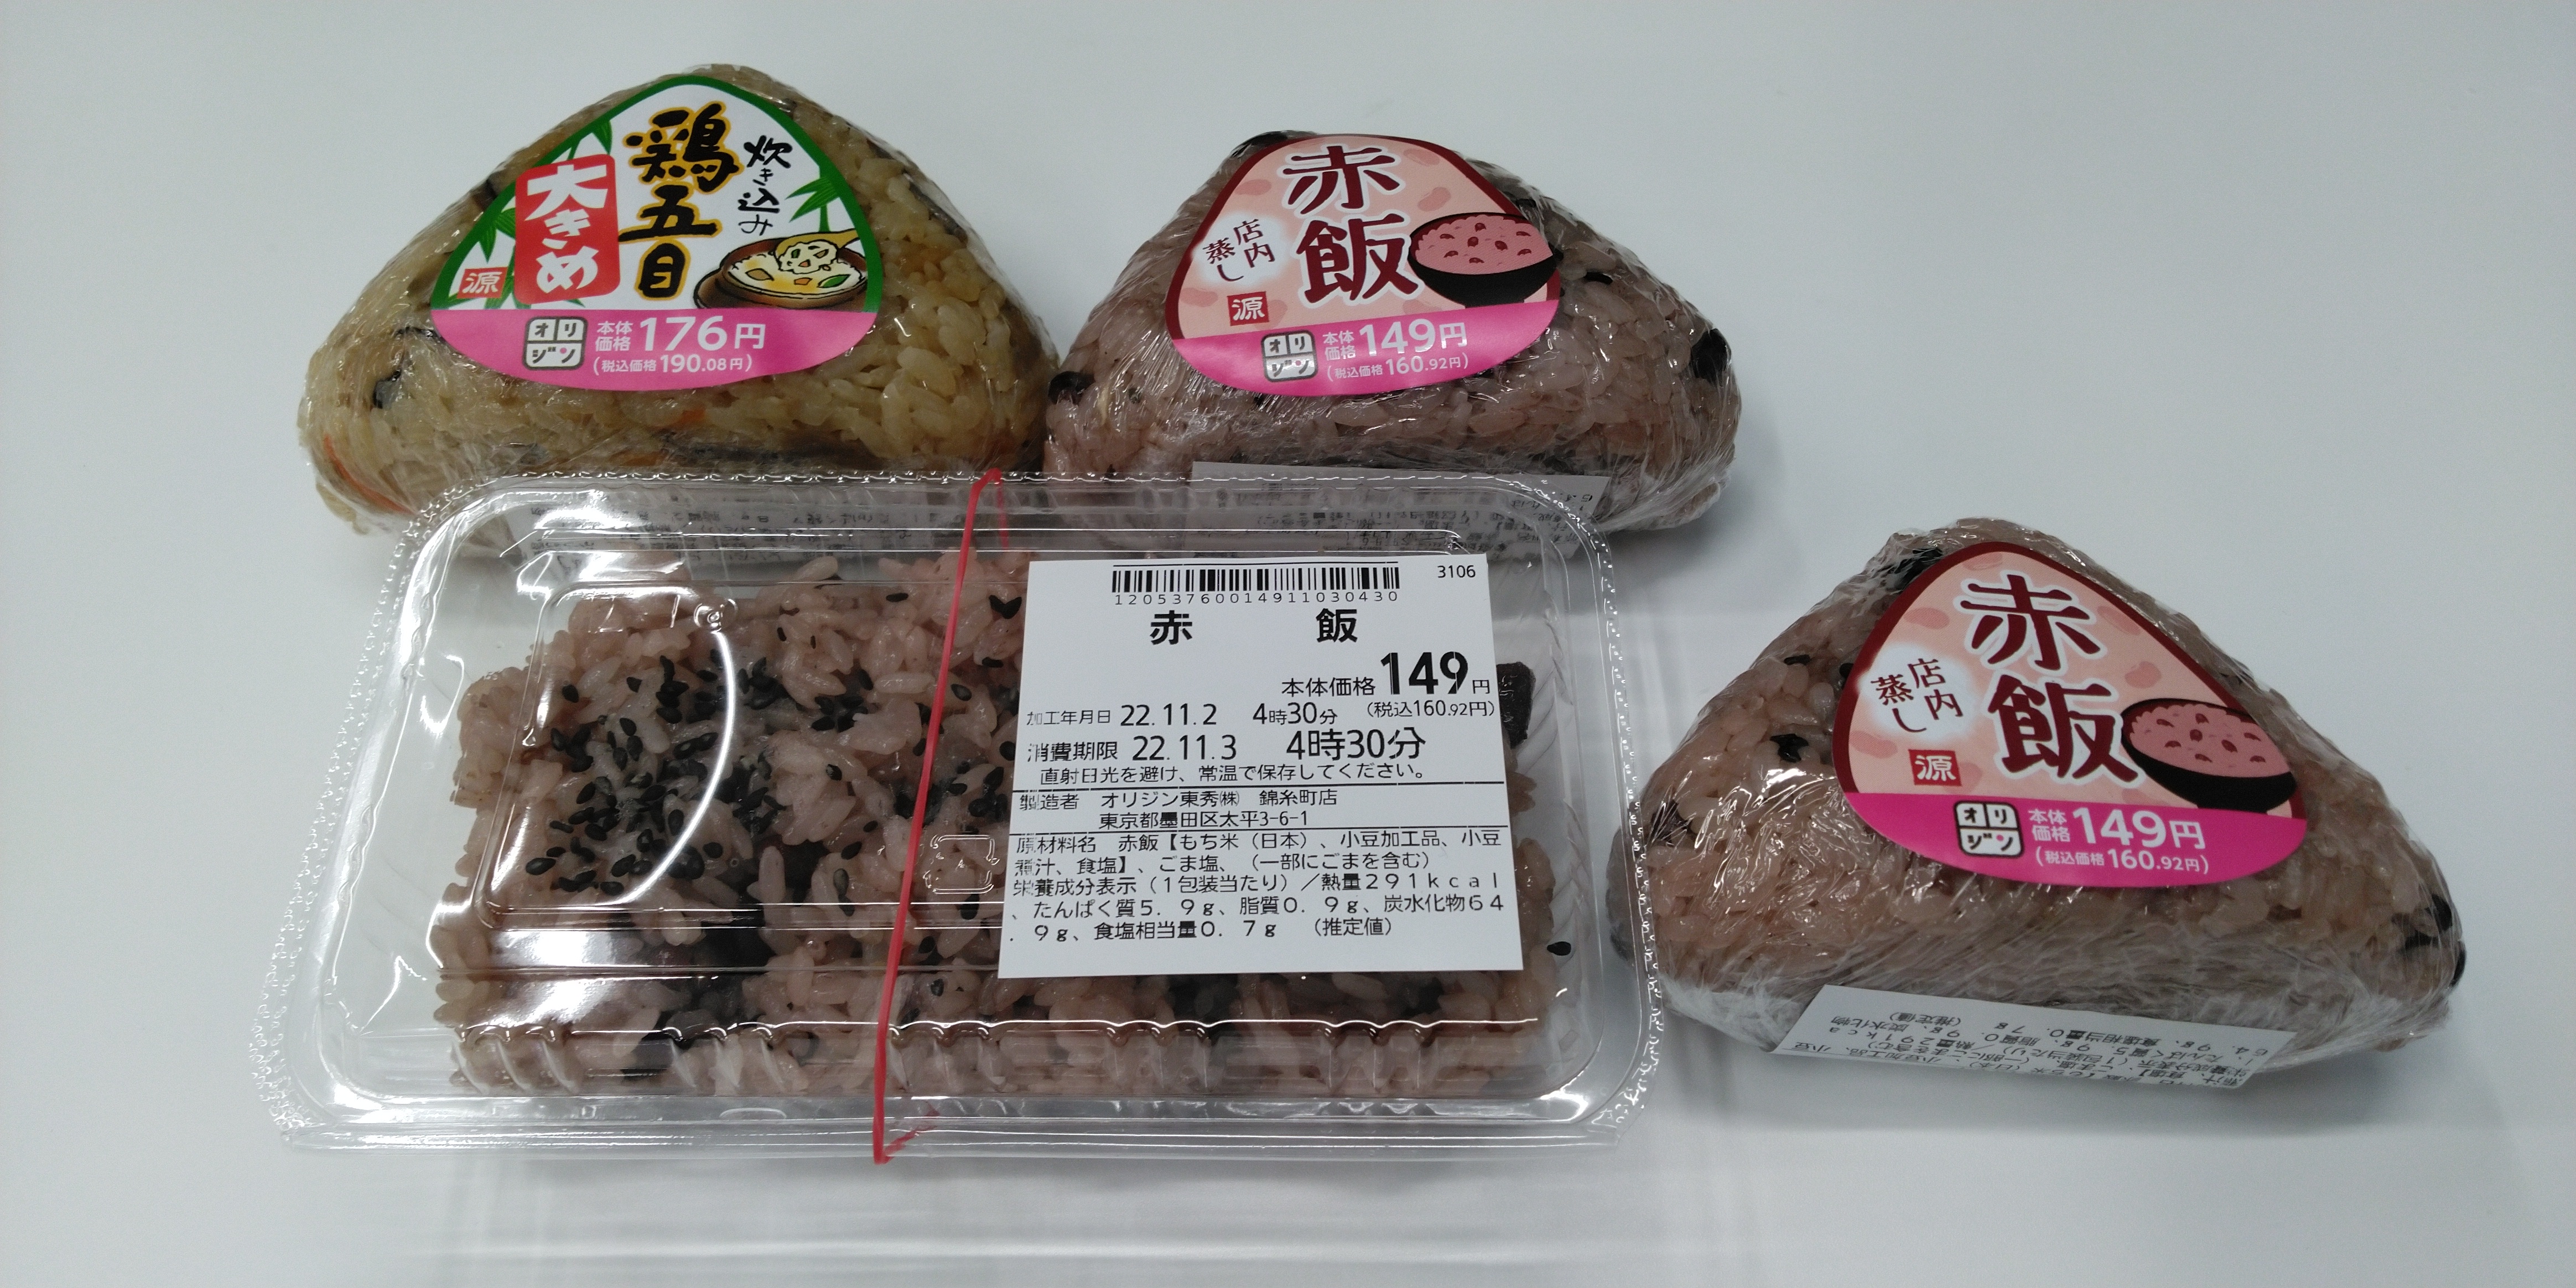 炊き込み
鶏五目
大きめ
源
オリジン
本体価格176円
(税込価格190.08円)
赤飯
店内蒸し
源
オリジン
本体価格149円
(税込価格160.92円)
3106
12053760014911030430
赤　飯
本体価格149円
加工年月日 22.11.2 4時30分 (税込160.92円)
消費期限 22.11.3 4時30分
直射日光を避け、常温で保存してください。
製造者 オリジン東秀㈱ 錦糸町店
東京都墨田区太平3-6-1
原材料名 赤飯【もち米（日本）、小豆加工品、小豆
煮汁、食塩】、ごま塩、（一部にごまを含む）
栄養成分表示（1包装当たり）／熱量291kcal
、たんぱく質5.9g、脂質0.9g、炭水化物64
.9g、食塩相当量0.7g （推定値）
赤飯
店内蒸し
源
オリジン
本体価格149円
(税込価格160.92円)